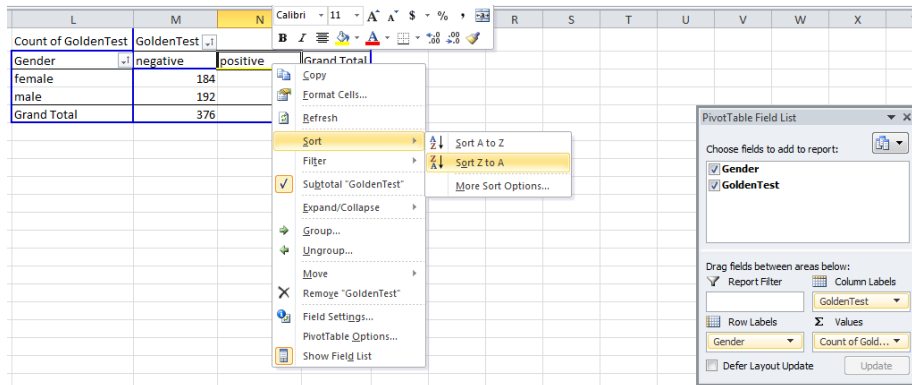 Calibri 11 A A $ % ,
B I A .00 .0
L M N R S T U V W X
Count of GoldenTest GoldenTest
Gender negative positive Grand Total
female 184
male 192
Grand Total 376
Copy
Format Cells...
Refresh
Sort
Filter
Subtotal "GoldenTest"
Expand/Collapse
Group...
Ungroup...
Move
Remove "GoldenTest"
Field Settings...
PivotTable Options...
Show Field List
Sort A to Z
Sort Z to A
More Sort Options...
PivotTable Field List
Choose fields to add to report:
Gender
GoldenTest
Drag fields between areas below:
Report Filter Column Labels
GoldenTest
Row Labels Σ Values
Gender Count of Gold...
Defer Layout Update Update